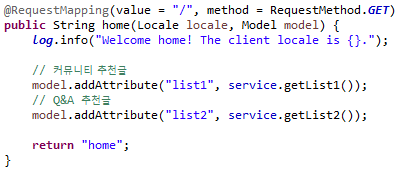 @RequestMapping(value = "/", method = RequestMethod.GET)
public String home(Locale locale, Model model) {
log.info("Welcome home! The client locale is {}.");
// 커뮤니티 추천글
model.addAttribute("list1", service.getList1());
// Q&A 추천글
model.addAttribute("list2", service.getList2());
return "home";
}